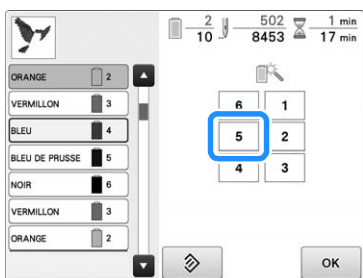 2
10
502
8453
1 min
17 min
ORANGE 2
VERMILLON 3
BLEU 4
BLEU DE PRUSSE 5
NOIR 6
VERMILLON 3
ORANGE 2
6 1
5 2
4 3
OK